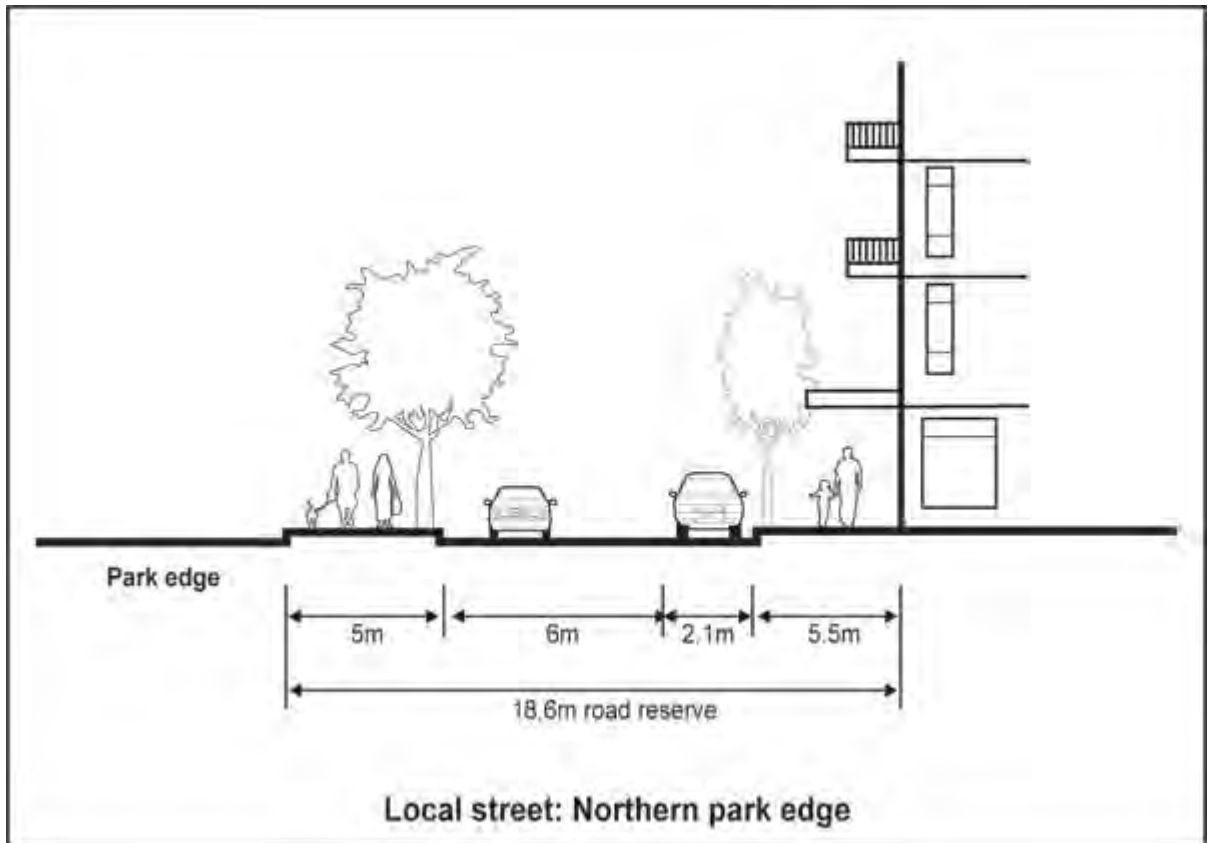 Park edge
5m
6m
2.1m
5.5m
18.6m road reserve
Local street: Northern park edge